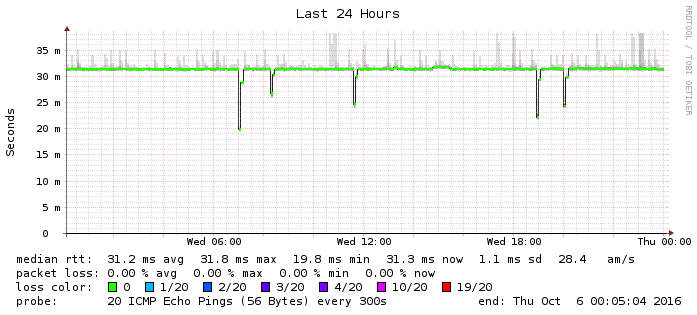 Last 24 Hours
RRDTOOL / TOBI OETIKER
Seconds
35 m
30 m
25 m
20 m
15 m
10 m
5 m
0
Wed 06:00 Wed 12:00 Wed 18:00 Thu 00:00
median rtt: 31.2 ms avg 31.8 ms max 19.8 ms min 31.3 ms now 1.1 ms sd 28.4 am/s
packet loss: 0.00 % avg 0.00 % max 0.00 % min 0.00 % now
loss color: 0 1/20 2/20 3/20 4/20 10/20 19/20
probe: 20 ICMP Echo Pings (56 Bytes) every 300s end: Thu Oct 6 00:05:04 2016